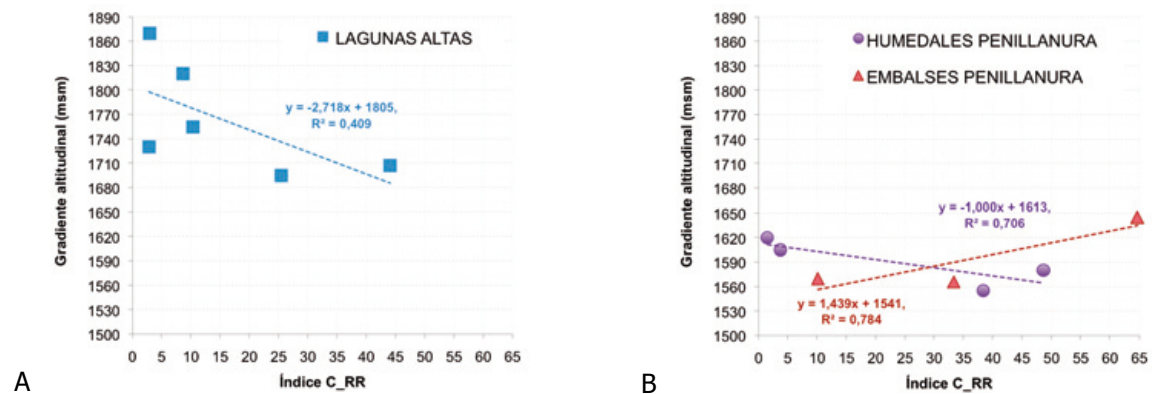 Gradiente altitudinal (msm)
1890
1860
1830
1800
1770
1740
1710
1680
1650
1620
1590
1560
1530
1500
LAGUNAS ALTAS
y = -2,718x + 1805,
R² = 0,409
0 5 10 15 20 25 30 35 40 45 50 55 60 65
Índice C_RR
A
Gradiente altitudinal (msm)
1890
1860
1830
1800
1770
1740
1710
1680
1650
1620
1590
1560
1530
1500
HUMEDALES PENILLANURA
EMBALSES PENILLANURA
y = -1,000x + 1613,
R² = 0,706
y = 1,439x + 1541,
R² = 0,784
0 5 10 15 20 25 30 35 40 45 50 55 60 65
Índice C_RR
B